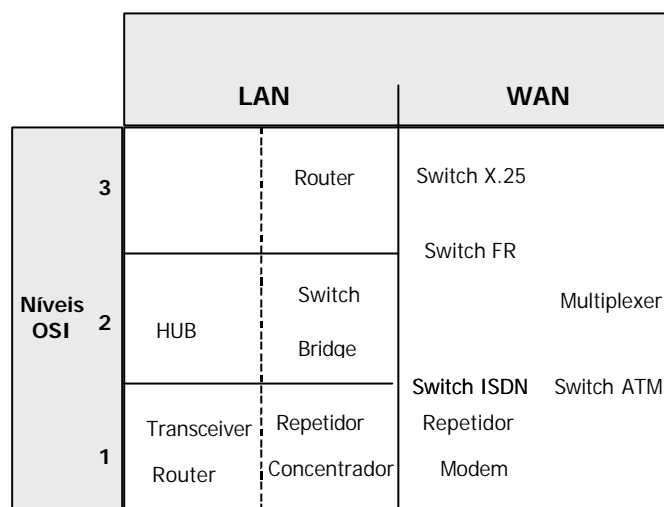 LAN WAN
3 Router Switch X.25
Switch FR
Níveis OSI 2 HUB Switch Multiplexer
Bridge
Switch ISDN Switch ATM
Transceiver Repetidor Repetidor
1 Router Concentrador Modem